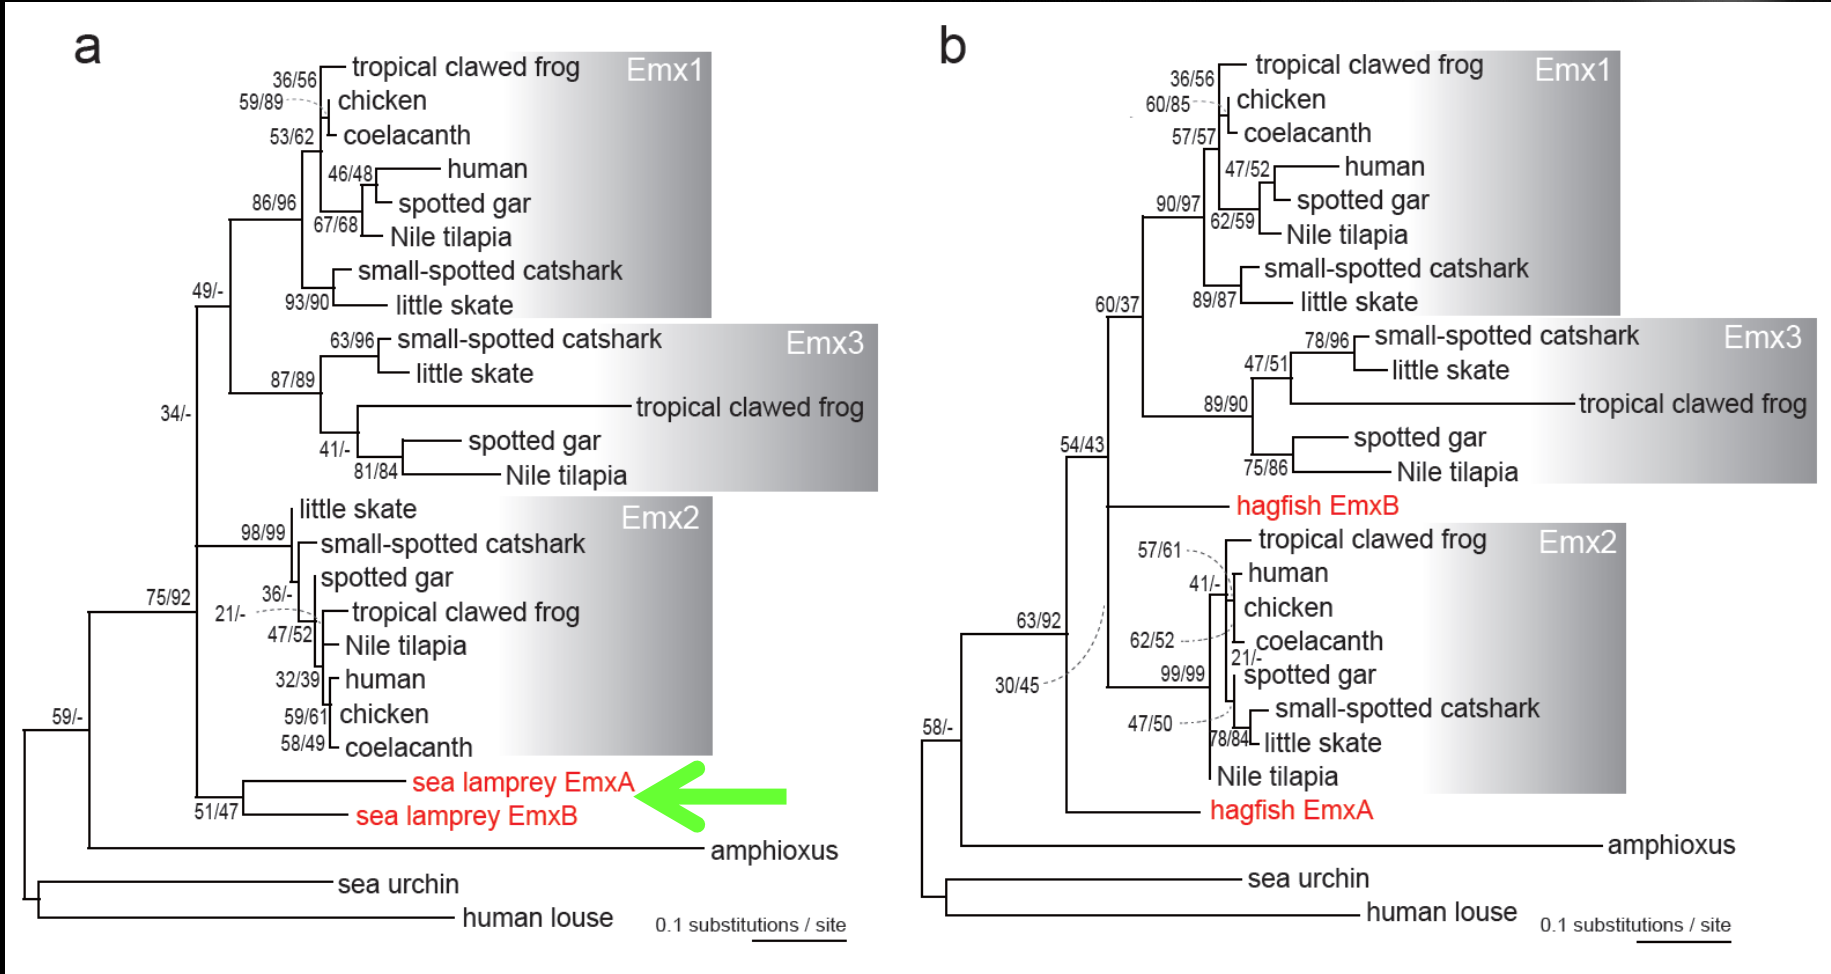 a
tropical clawed frog
Emx1
36/56
59/89
chicken
53/62
coelacanth
46/48
human
86/96
spotted gar
67/68
Nile tilapia
small-spotted catshark
93/90
little skate
49/-
63/96
small-spotted catshark
Emx3
little skate
87/89
34/-
tropical clawed frog
41/-
spotted gar
81/84
Nile tilapia
little skate
Emx2
98/99
small-spotted catshark
spotted gar
36/-
21/-
tropical clawed frog
47/52
Nile tilapia
75/92
32/39
human
59/61
chicken
58/49
coelacanth
59/-
sea lamprey EmxA
51/47
sea lamprey EmxB
amphioxus
sea urchin
human louse
0.1 substitutions / site
b
tropical clawed frog
Emx1
36/56
60/85
chicken
57/57
coelacanth
47/52
human
90/97
spotted gar
62/59
Nile tilapia
small-spotted catshark
89/87
little skate
60/37
78/96
small-spotted catshark
Emx3
47/51
little skate
89/90
tropical clawed frog
54/43
spotted gar
75/86
Nile tilapia
hagfish EmxB
tropical clawed frog
Emx2
57/61
human
41/-
chicken
62/52
coelacanth
63/92
21/-
99/99
spotted gar
30/45
small-spotted catshark
47/50
78/84
little skate
58/-
Nile tilapia
hagfish EmxA
amphioxus
sea urchin
human louse
0.1 substitutions / site